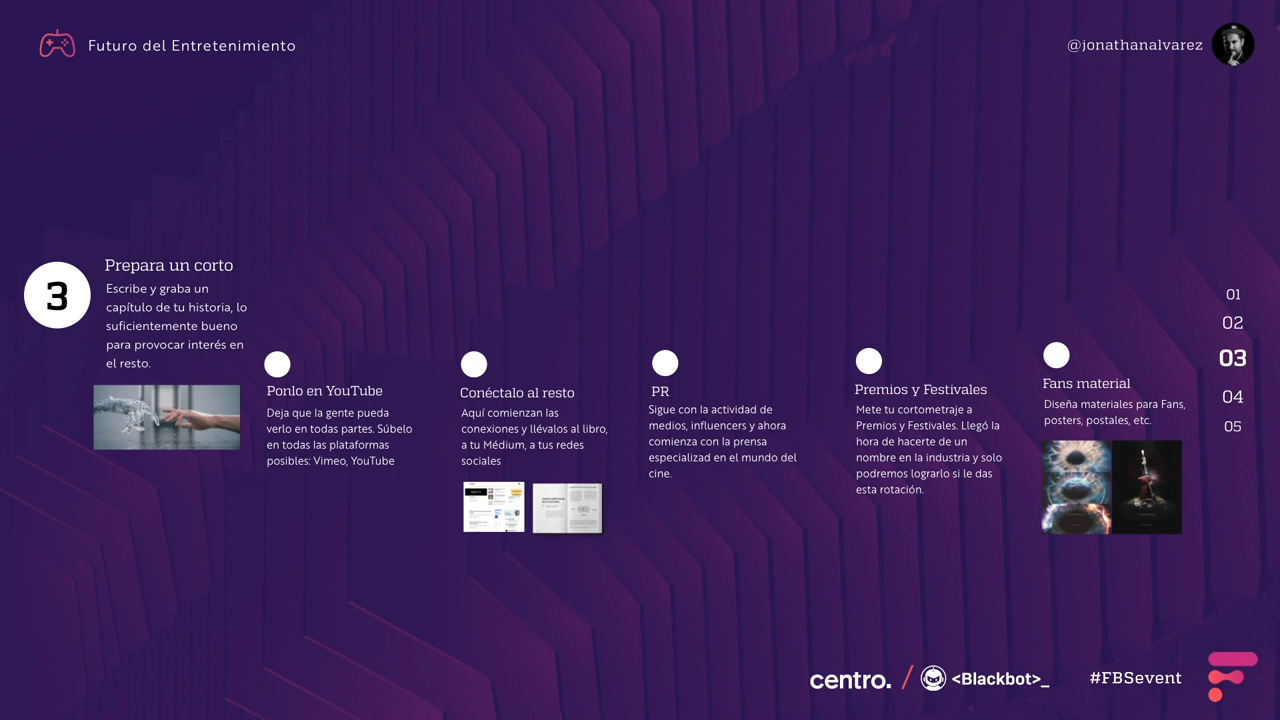 Futuro del Entretenimiento
@jonathanalvarez
3
Prepara un corto
Escribe y graba un
capítulo de tu historia, lo
suficientemente bueno
para provocar interés en
el resto.
Ponlo en YouTube
Deja que la gente pueda
verlo en todas partes. Súbelo
en todas las plataformas
posibles: Vimeo, YouTube
Conéctalo al resto
Aquí comienzan las
conexiones y llévalos al libro,
a tu Médium, a tus redes
sociales
PR
Sigue con la actividad de
medios, influencers y ahora
comienza con la prensa
especializad en el mundo del
cine.
Premios y Festivales
Mete tu cortometraje a
Premios y Festivales. Llegó la
hora de hacerte de un
nombre en la industria y solo
podremos lograrlo si le das
esta rotación.
Fans material
Diseña materiales para Fans,
posters, postales, etc.
01
02
03
04
05
centro. / <Blackbot>_
#FBSevent